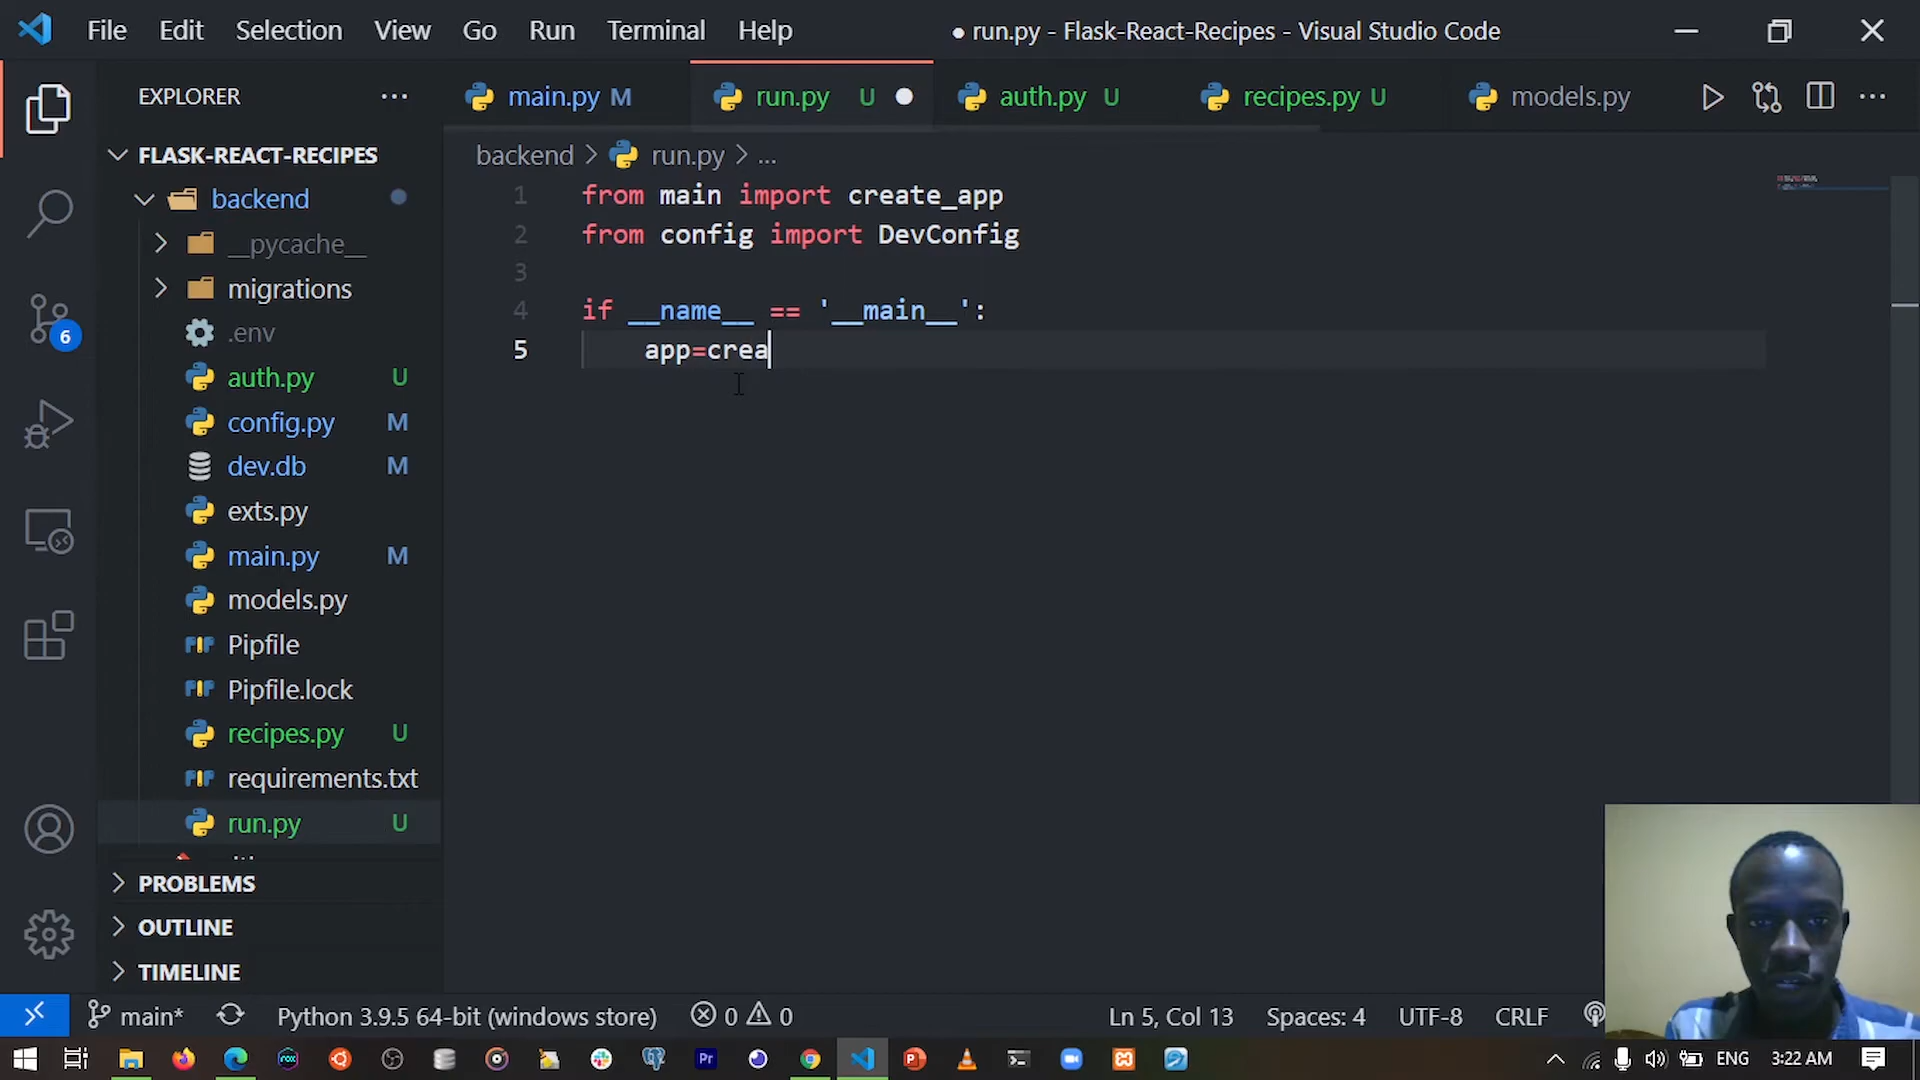 File Edit Selection View Go Run Terminal Help
● run.py - Flask-React-Recipes - Visual Studio Code
EXPLORER
main.py M
run.py U
auth.py U
recipes.py U
models.py
FLASK-REACT-RECIPES
backend
__pycache__
migrations
.env
auth.py U
config.py M
dev.db M
exts.py
main.py M
models.py
Pipfile
Pipfile.lock
recipes.py U
requirements.txt
run.py U
PROBLEMS
OUTLINE
TIMELINE
6
backend > run.py > ...
1 from main import create_app
2 from config import DevConfig
3
4 if __name__ == '__main__':
5 app=crea
main* Python 3.9.5 64-bit (windows store) 0 0 Ln 5, Col 13 Spaces: 4 UTF-8 CRLF
Pr ENG 3:22 AM